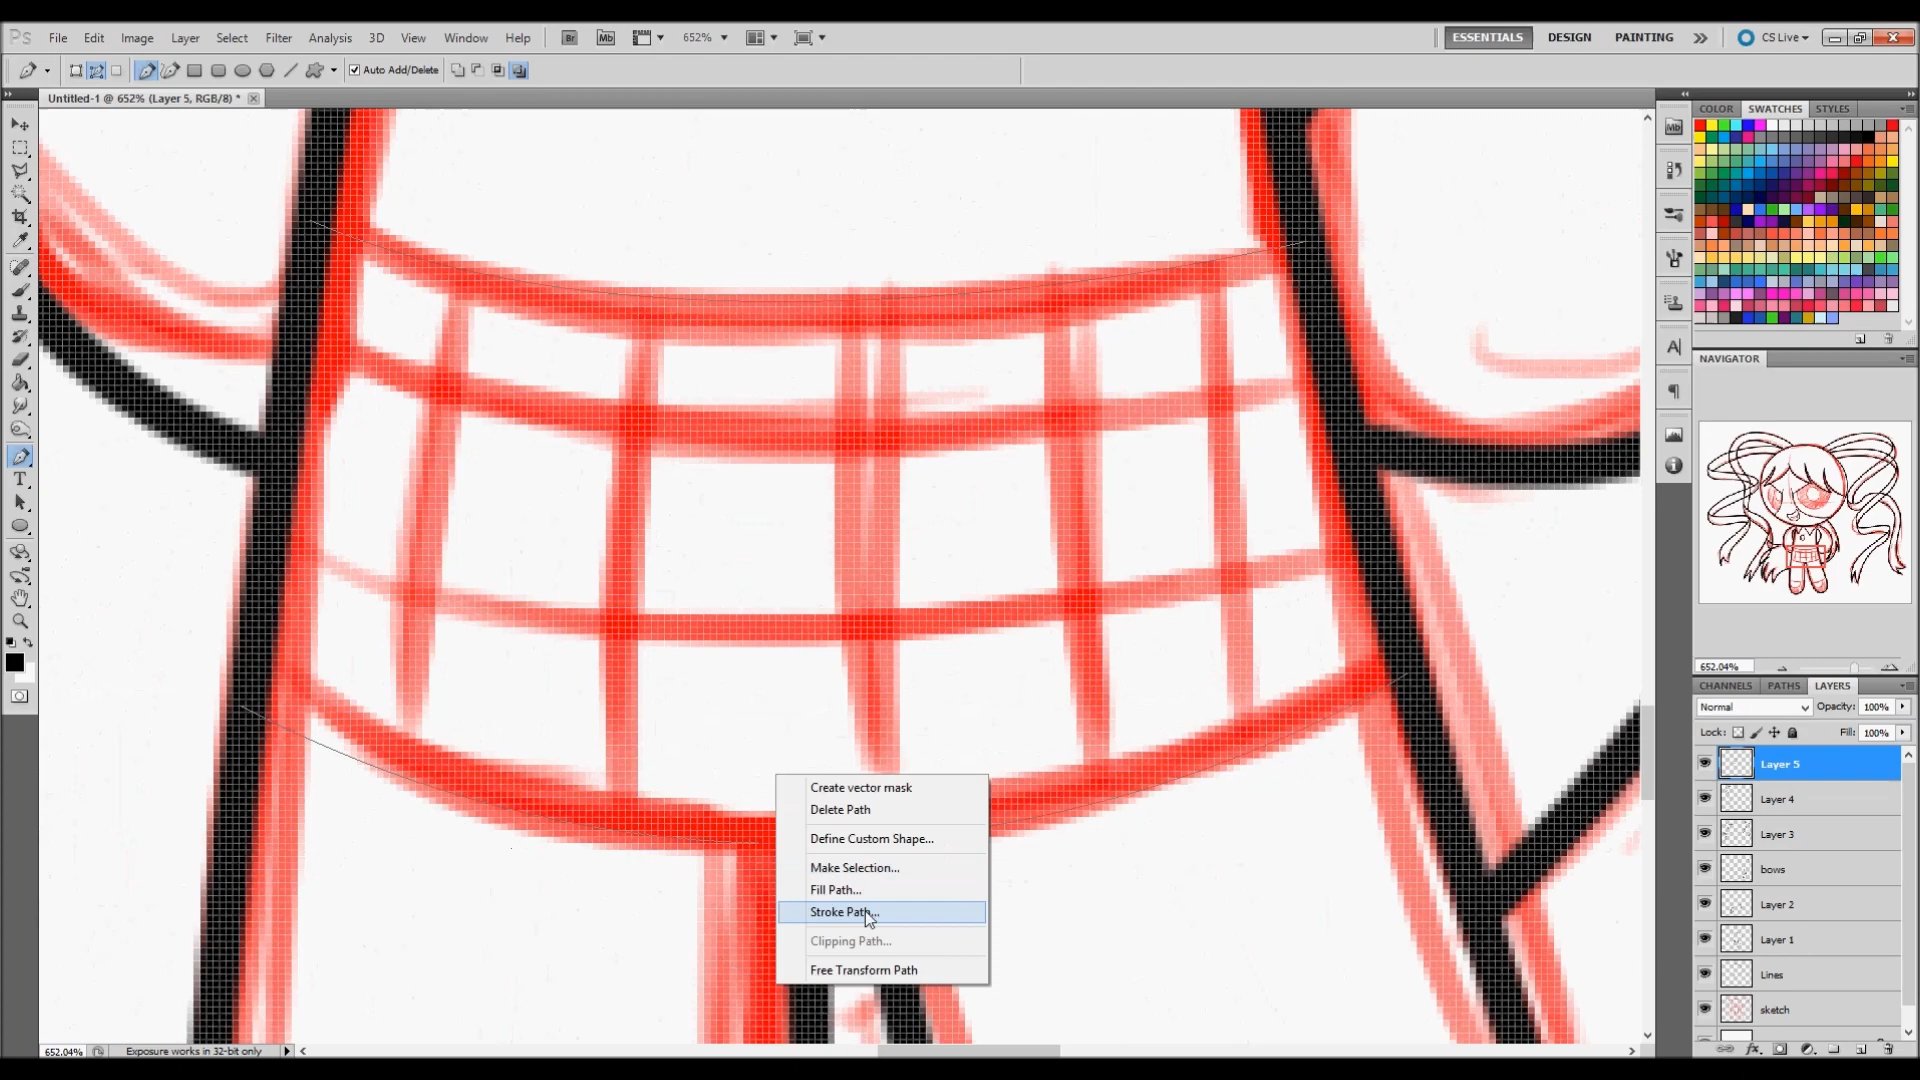 Ps File Edit Image Layer Select Filter Analysis 3D View Window Help Br Mb 652% ESSENTIALS DESIGN PAINTING CS Live
Auto Add/Delete
Untitled-1 @ 652% (Layer 5, RGB/8) *
COLOR SWATCHES STYLES
Mb
NAVIGATOR
A
T
652.04%
CHANNELS PATHS LAYERS
Normal Opacity: 100%
Lock: Fill: 100%
Layer 5
Layer 4
Layer 3
bows
Layer 2
Layer 1
Lines
sketch
fx
Create vector mask
Delete Path
Define Custom Shape...
Make Selection...
Fill Path...
Stroke Path...
Clipping Path...
Free Transform Path
652.04% Exposure works in 32-bit only